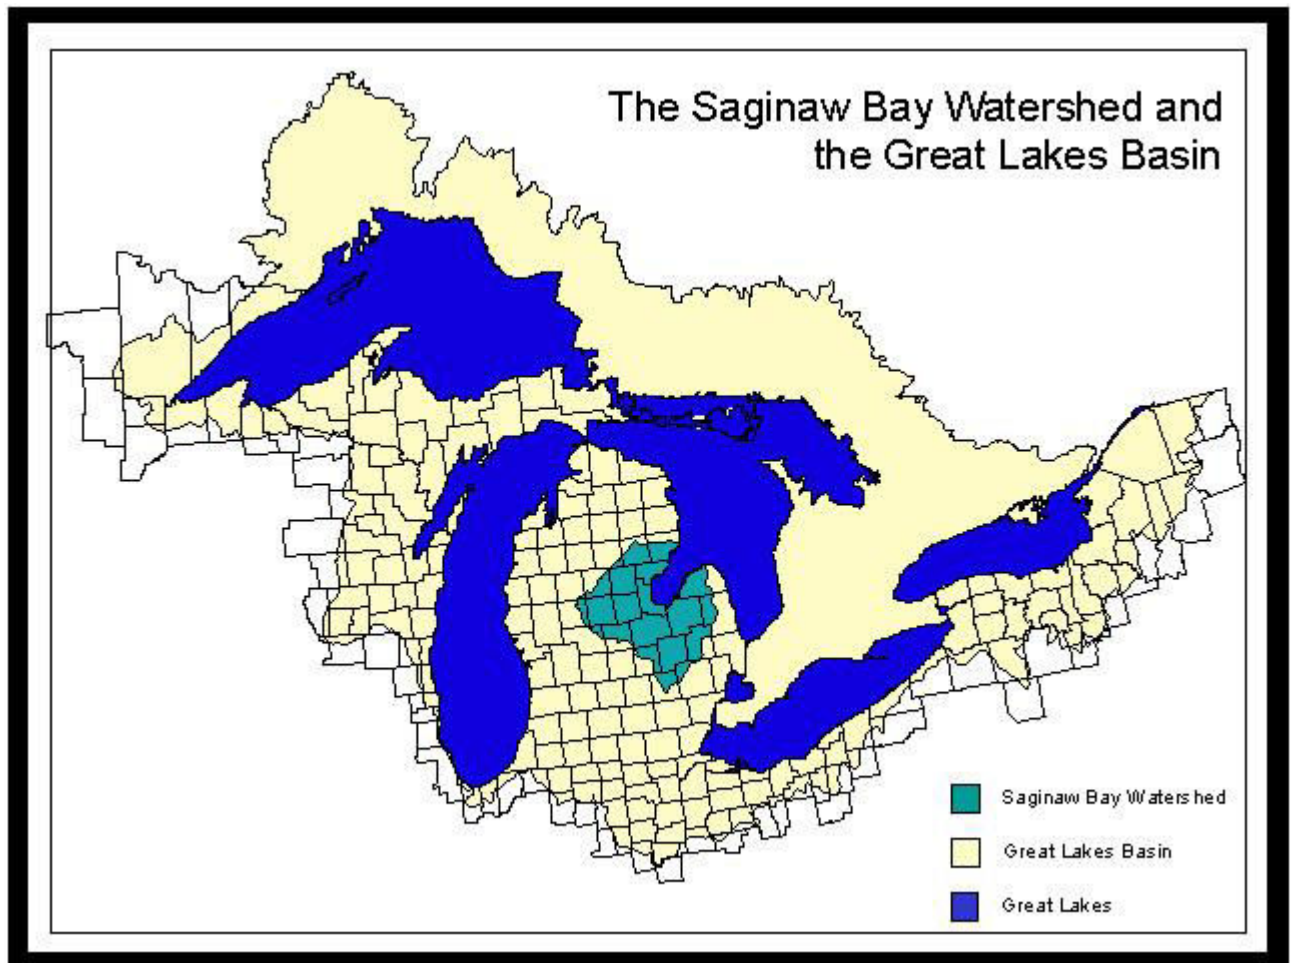 The Saginaw Bay Watershed and
the Great Lakes Basin
Saginaw Bay Watershed
Great Lakes Basin
Great Lakes